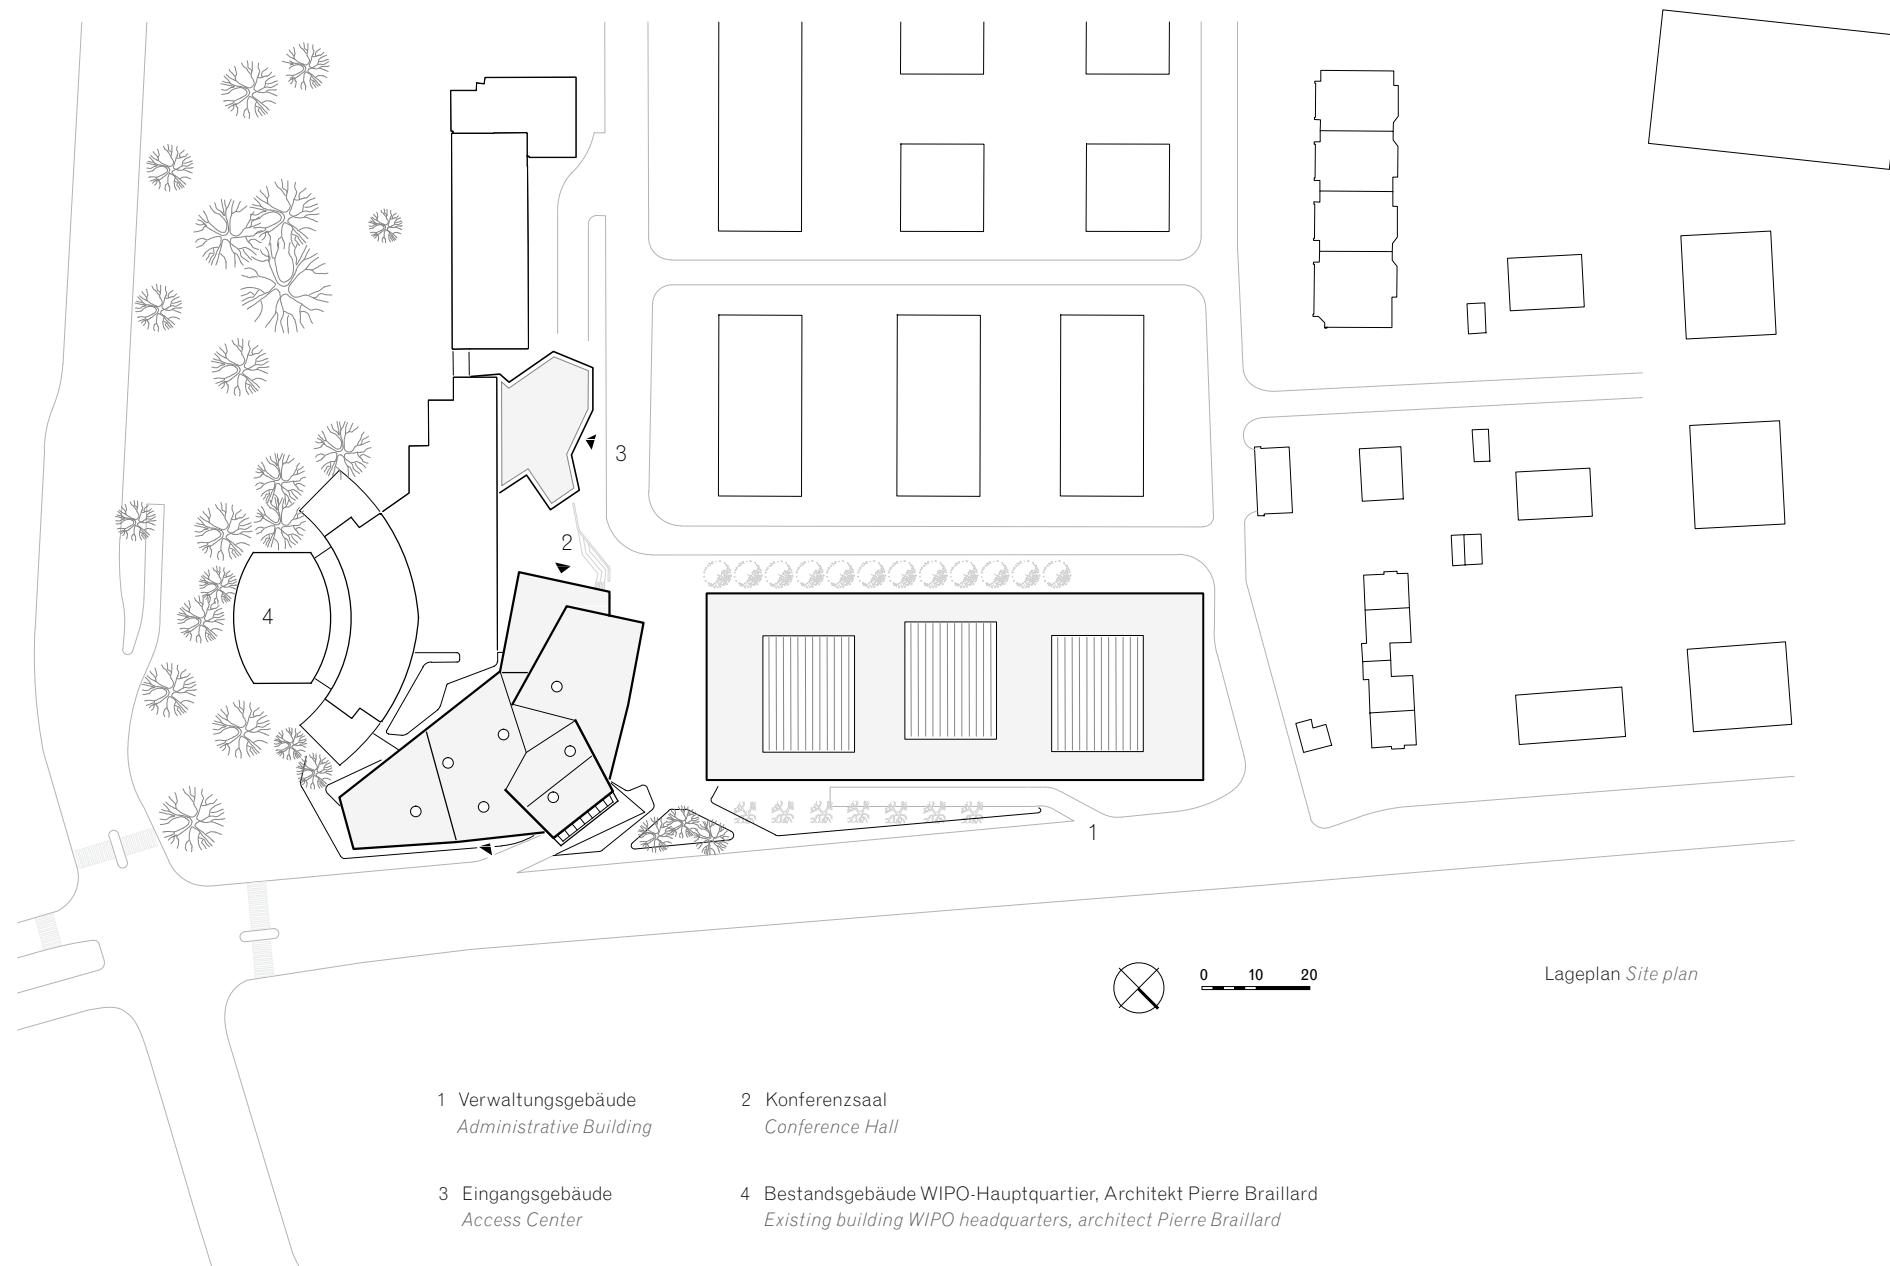 3
2
4
1
0 10 20
Lageplan Site plan
1 Verwaltungsgebäude
Administrative Building
2 Konferenzsaal
Conference Hall
3 Eingangsgebäude
Access Center
4 Bestandsgebäude WIPO-Hauptquartier, Architekt Pierre Braillard
Existing building WIPO headquarters, architect Pierre Braillard